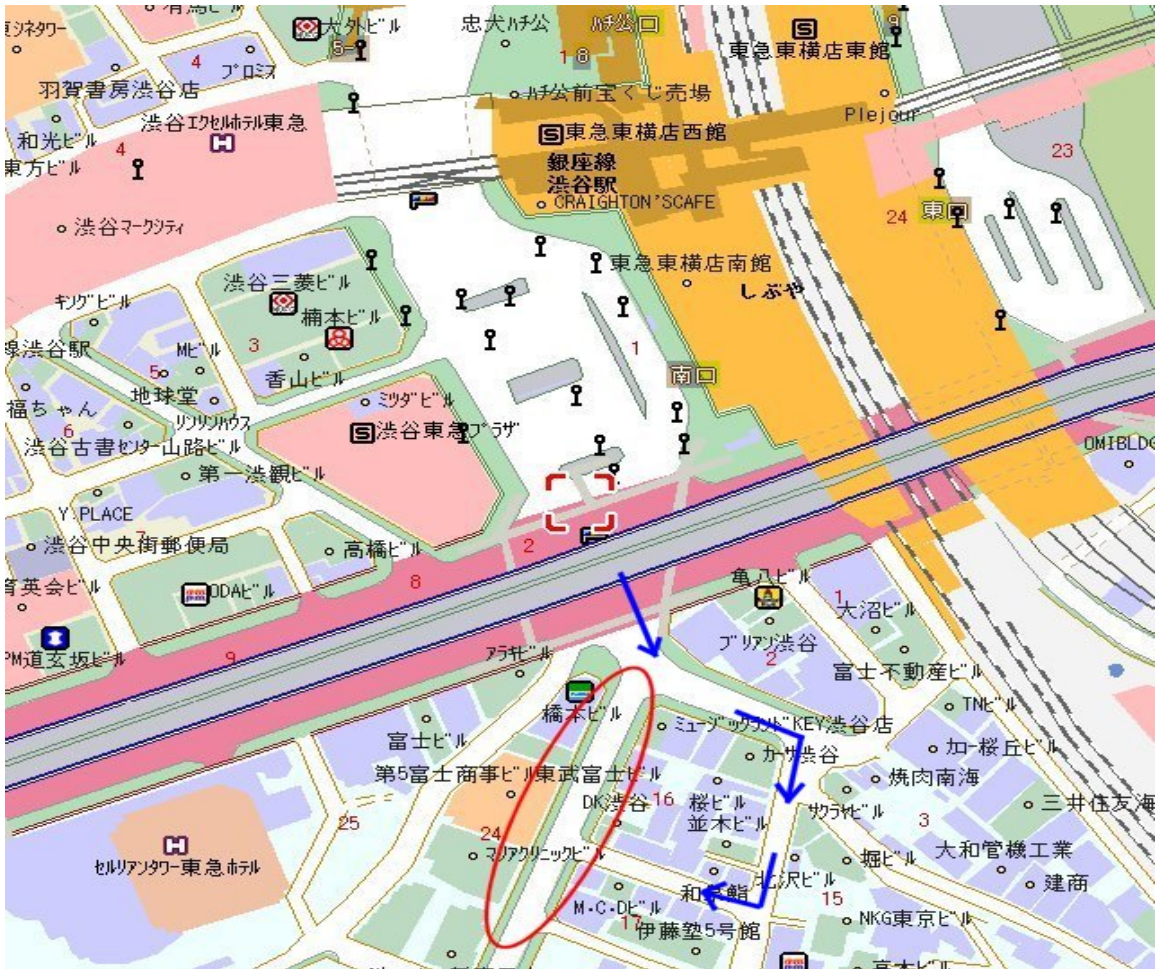 大外ビル
忠犬ﾊﾁ公
ﾊﾁ公口
東急東横店東館
4
ﾌﾟﾛﾐｽ
羽賀書房渋谷店
1
8
ﾊﾁ公前宝くじ売場
Plejour
渋谷ｴｸｾﾙﾎﾃﾙ東急
和光ビル
東急東横店西館
銀座線
渋谷駅
23
4
東方ビル
CRAIGHTON'SCAFE
24
東口
渋谷ﾏｰｸｼﾃｨ
東急東横店南館
しぶや
渋谷三菱ビル
ｷﾝｸﾞビル
楠本ビル
線渋谷駅
Mビル
3
1
5
香山ビル
南口
地球堂
福ちゃん
ﾐﾂﾀﾞビル
ﾘﾝﾘﾝﾊｳｽ
6
渋谷東急ﾌﾟﾗｻﾞ
渋谷古書ｾﾝﾀｰ
山路ビル
OMIBLDG
第一渋観ビル
Y.PLACE
7
渋谷中央街郵便局
高橋ビル
2
育英会ビル
ODAビル
8
亀八ビル
1
大沼ビル
PM道玄坂ビル
9
ｱﾗｷビル
ﾌﾞﾘｱﾝ渋谷
2
富士不動産ビル
橋本ビル
TNビル
ﾐｭｰｼﾞｯｸﾗﾝﾄﾞKEY渋谷店
富士ビル
ｶｰｻ渋谷
加一桜丘ビル
第5富士商事ビル
東武富士ビル
焼肉南海
DK渋谷
16
桜ビル
三井住友海
25
並木ビル
ｻｸﾗﾔビル
3
24
ﾏﾘｱｸﾘﾆｯｸビル
大和管機工業
ｾﾙﾘｱﾝﾀﾜｰ東急ﾎﾃﾙ
堀ビル
北沢ビル
建商
15
M・C・Dビル
17
伊藤塾5号館
NKG東京ビル